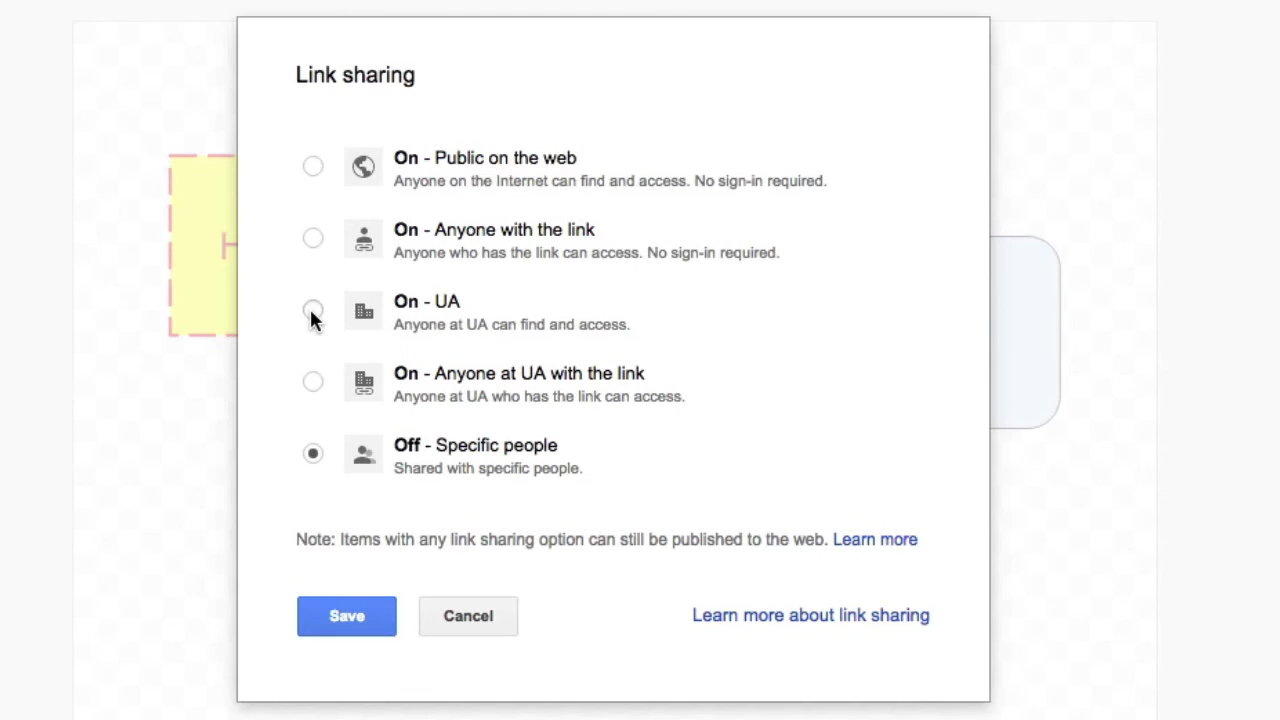 Link sharing
On - Public on the web
Anyone on the Internet can find and access. No sign-in required.
On - Anyone with the link
Anyone who has the link can access. No sign-in required.
On - UA
Anyone at UA can find and access.
On - Anyone at UA with the link
Anyone at UA who has the link can access.
Off - Specific people
Shared with specific people.
Note: Items with any link sharing option can still be published to the web. Learn more
Save Cancel Learn more about link sharing